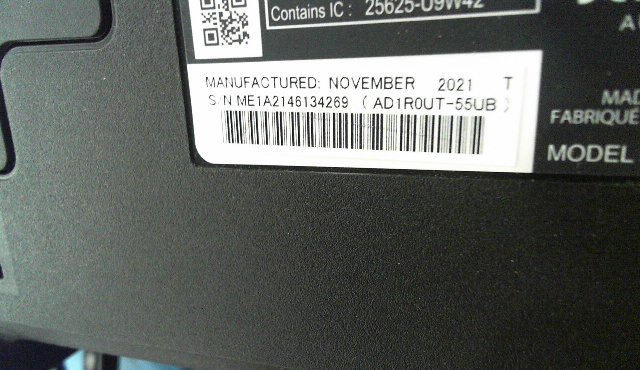 Contains IC : 25625-U9W42
MANUFACTURED: NOVEMBER 2021 T
S/N ME1A2146134269 ( AD1R0UT-55UB )
MAD
FABRIQUÉ
MODEL